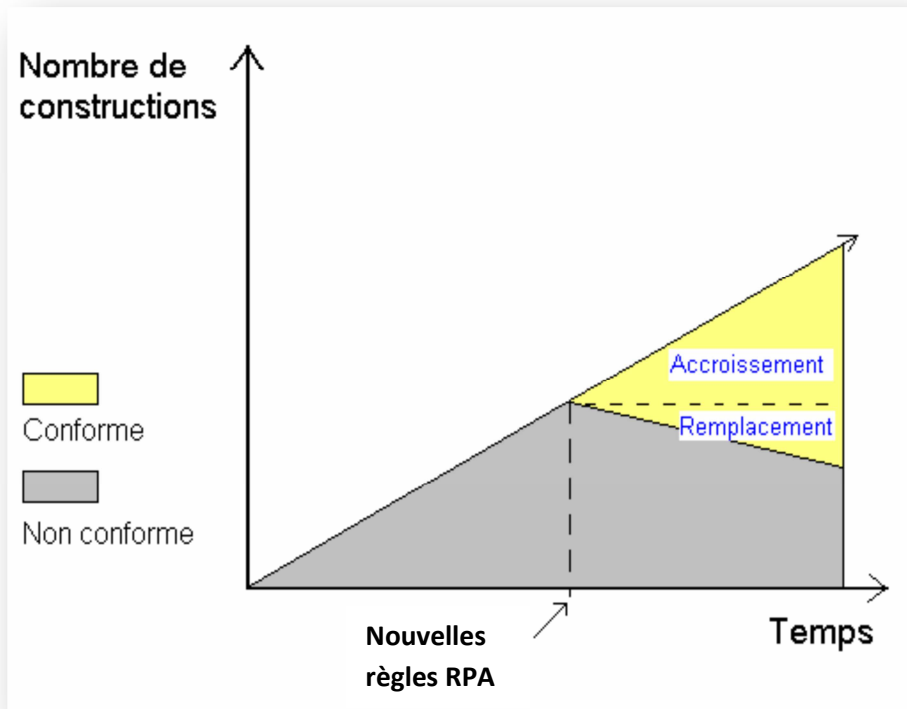 Nombre de
constructions
Accroissement
Remplacement
Conforme
Non conforme
Nouvelles
règles RPA
Temps